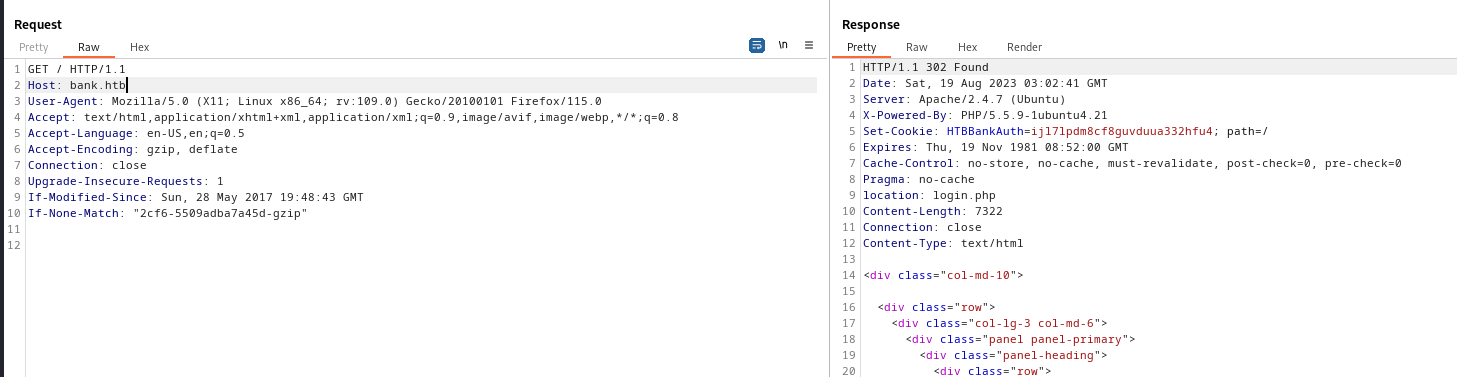 Request
Pretty Raw Hex \n
1 GET / HTTP/1.1
2 Host: bank.htb
3 User-Agent: Mozilla/5.0 (X11; Linux x86_64; rv:109.0) Gecko/20100101 Firefox/115.0
4 Accept: text/html,application/xhtml+xml,application/xml;q=0.9,image/avif,image/webp,*/*;q=0.8
5 Accept-Language: en-US,en;q=0.5
6 Accept-Encoding: gzip, deflate
7 Connection: close
8 Upgrade-Insecure-Requests: 1
9 If-Modified-Since: Sun, 28 May 2017 19:48:43 GMT
10 If-None-Match: "2cf6-5509adba7a45d-gzip"
11
12
Response
Pretty Raw Hex Render
1 HTTP/1.1 302 Found
2 Date: Sat, 19 Aug 2023 03:02:41 GMT
3 Server: Apache/2.4.7 (Ubuntu)
4 X-Powered-By: PHP/5.5.9-1ubuntu4.21
5 Set-Cookie: HTBBankAuth=ijl7lpdm8cf8guvduua332hfu4; path=/
6 Expires: Thu, 19 Nov 1981 08:52:00 GMT
7 Cache-Control: no-store, no-cache, must-revalidate, post-check=0, pre-check=0
8 Pragma: no-cache
9 location: login.php
10 Content-Length: 7322
11 Connection: close
12 Content-Type: text/html
13
14 <div class="col-md-10">
15
16 <div class="row">
17 <div class="col-lg-3 col-md-6">
18 <div class="panel panel-primary">
19 <div class="panel-heading">
20 <div class="row">